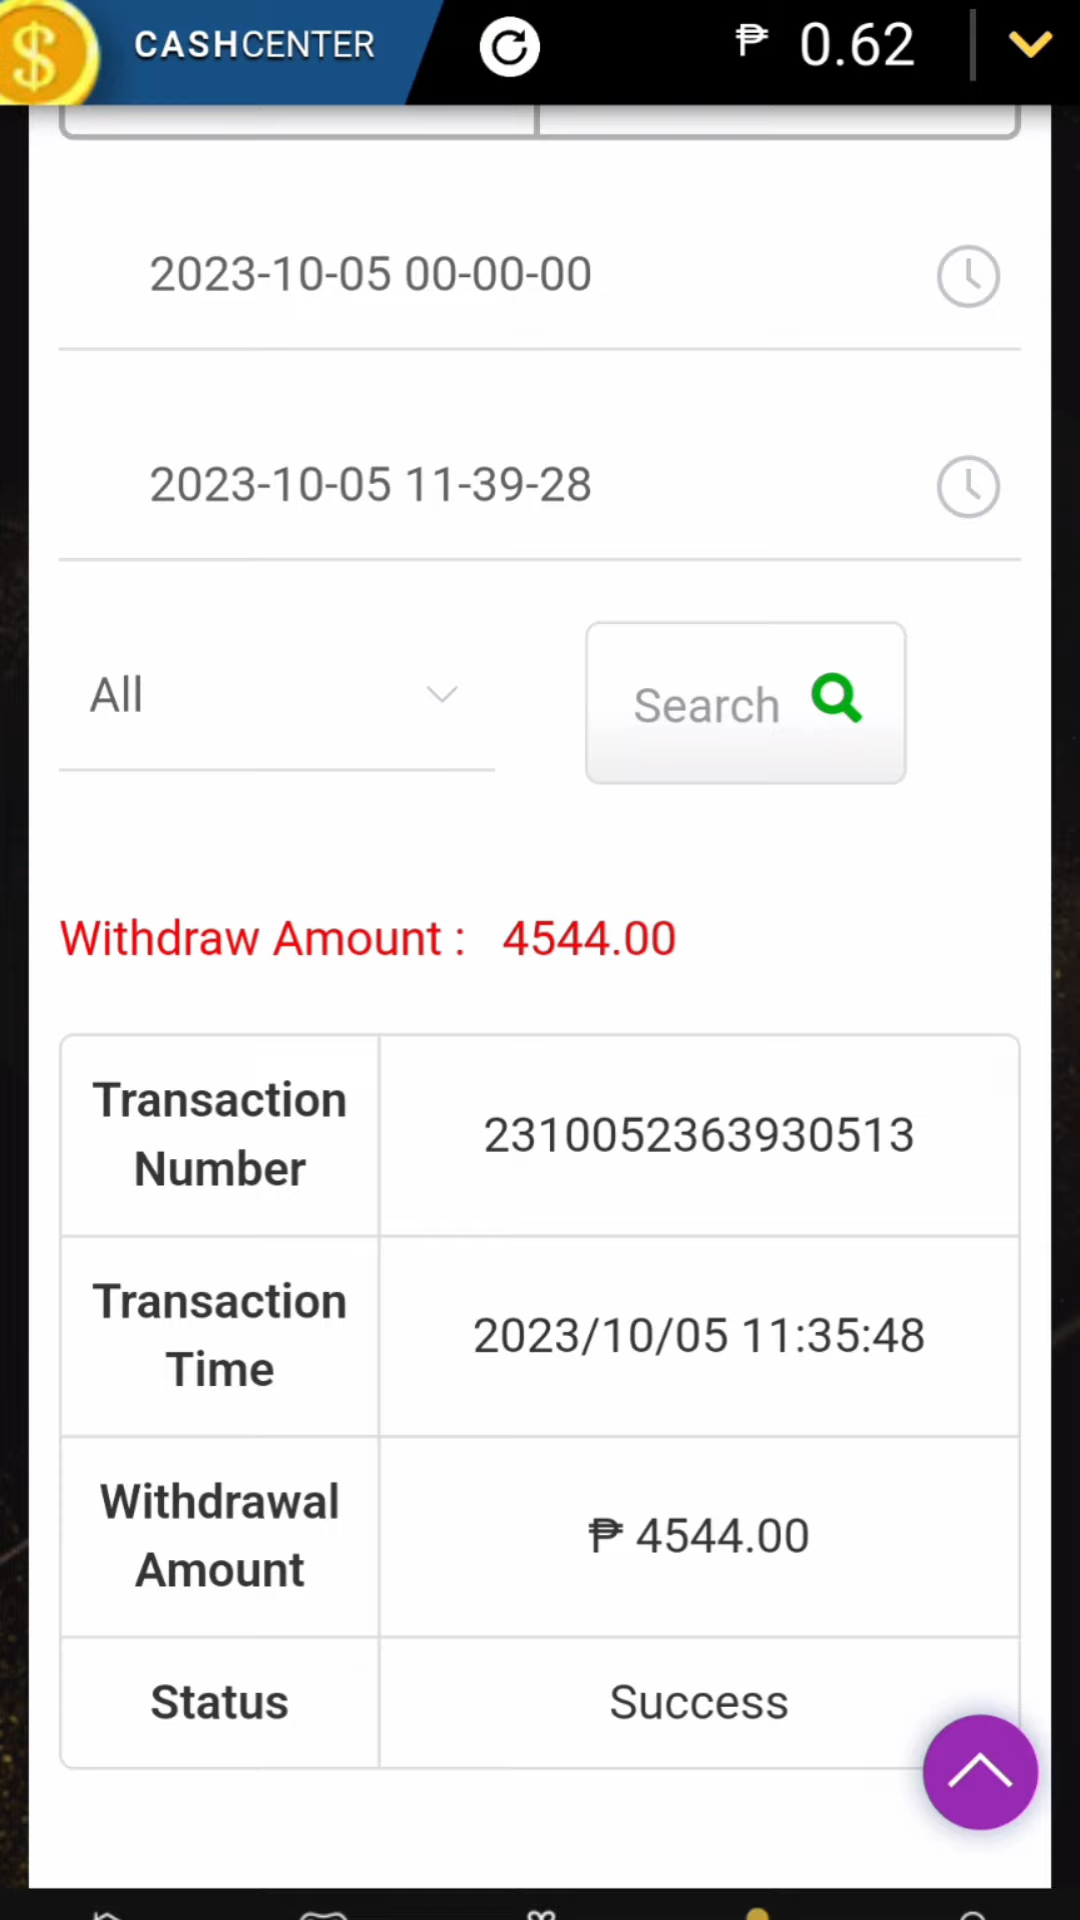 $ CASHCENTER ₱ 0.62
2023-10-05 00-00-00
2023-10-05 11-39-28
All
Search
Withdraw Amount : 4544.00
Transaction Number
2310052363930513
Transaction Time
2023/10/05 11:35:48
Withdrawal Amount
₱ 4544.00
Status
Success